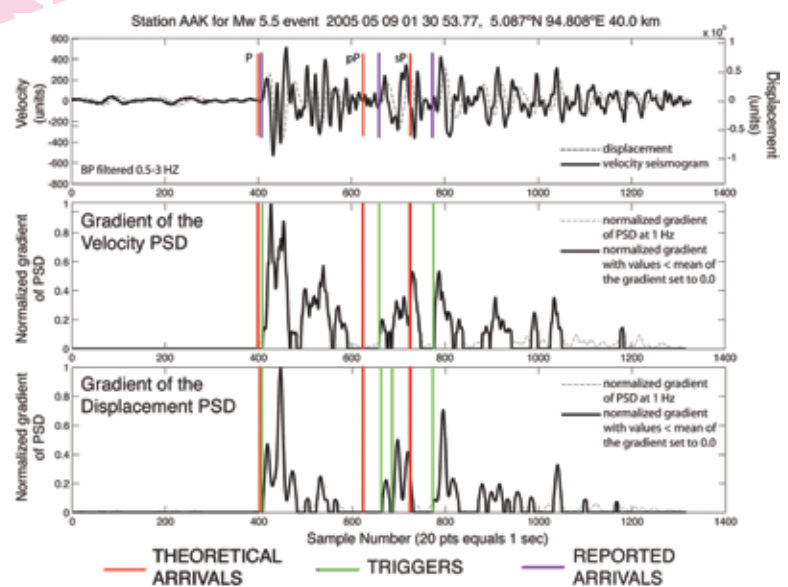 Station AAK for Mw 5.5 event 2005 05 09 01 30 53.77, 5.087ºN 94.808ºE 40.0 km
x 10⁵
600
400
200
0
-200
-400
-600
-800
Velocity
(units)
P
pP
sP
1
0.5
0
-0.5
-1
Displacement
(units)
BP filtered 0.5-3 HZ
displacement
velocity seismogram
0 200 400 600 800 1000 1200 1400
Gradient of the
Velocity PSD
1
0.8
0.6
0.4
0.2
0
Normalized gradient
of PSD
normalized gradient
of PSD at 1 Hz
normalized gradient
with values < mean of
the gradient set to 0.0
0 200 400 600 800 1000 1200 1400
Gradient of the
Displacement PSD
1
0.8
0.6
0.4
0.2
0
Normalized gradient
of PSD
normalized gradient
of PSD at 1 Hz
normalized gradient
with values < mean of
the gradient set to 0.0
0 200 400 600 800 1000 1200 1400
Sample Number (20 pts equals 1 sec)
THEORETICAL
ARRIVALS
TRIGGERS
REPORTED
ARRIVALS